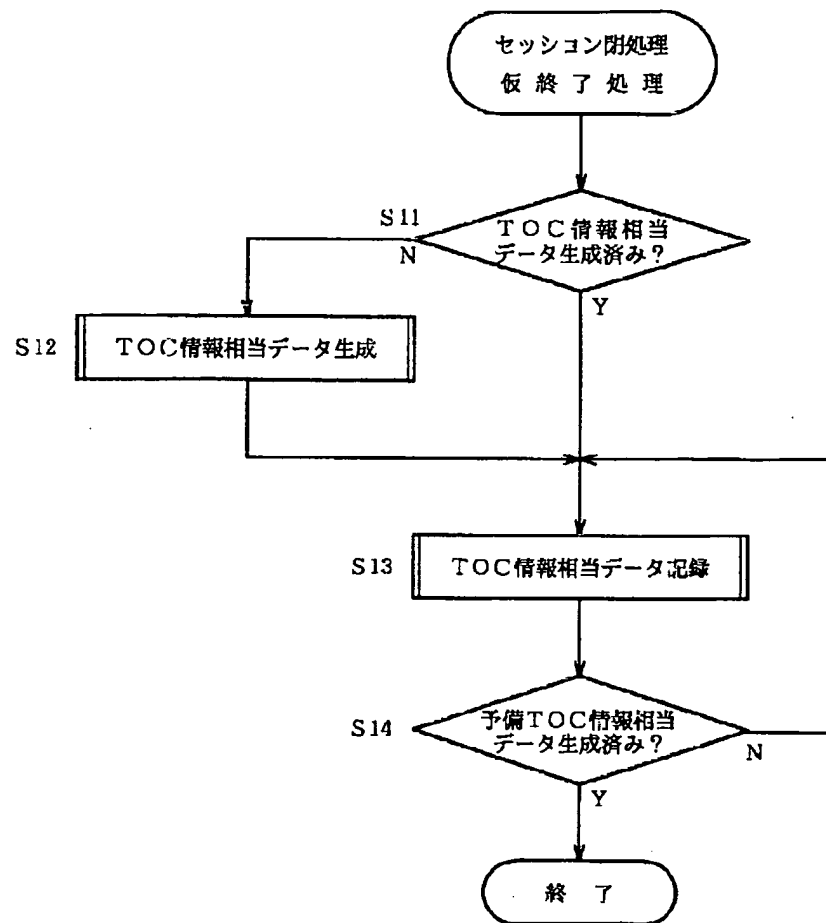 セッション閉処理
仮終了処理
S11
TOC情報相当
データ生成済み?
N
Y
S12
TOC情報相当データ生成
S13
TOC情報相当データ記録
S14
予備TOC情報相当
データ生成済み?
N
Y
終了